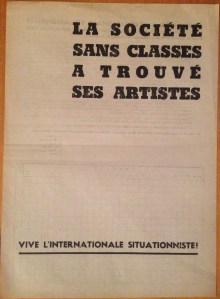 LA SOCIÉTÉ
SANS CLASSES
A TROUVÉ
SES ARTISTES
VIVE L'INTERNATIONALE SITUATIONNISTE!